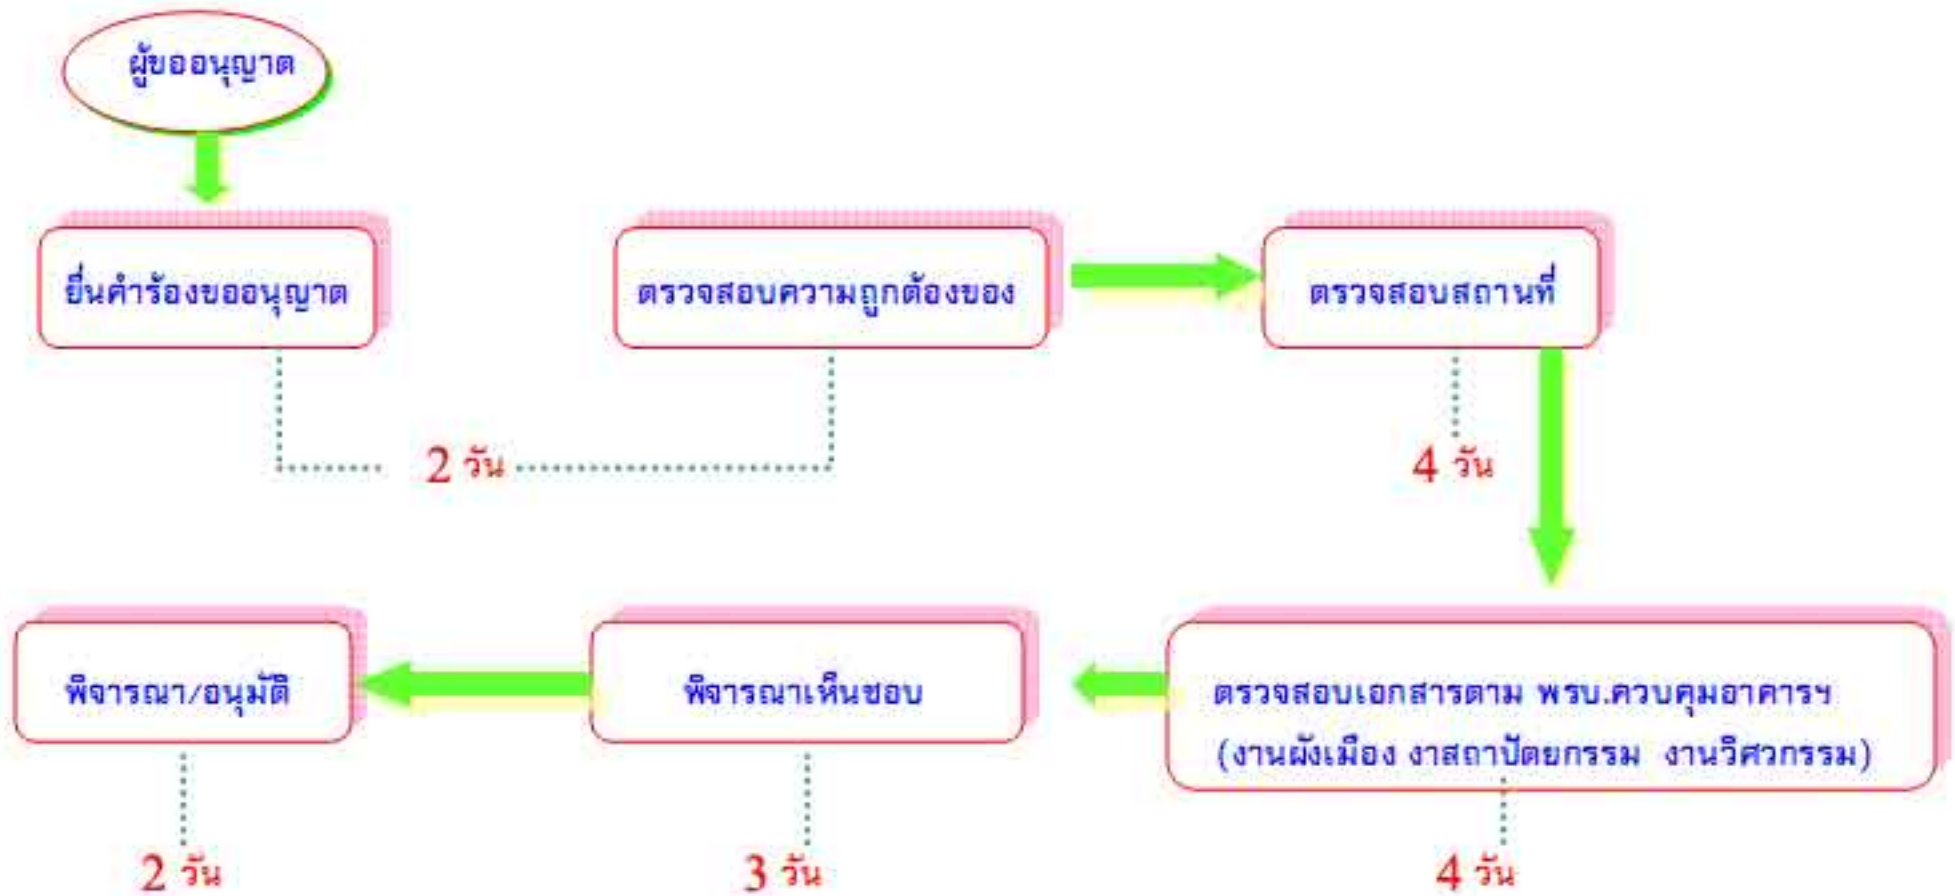 ผู้ขออนุญาต
ยื่นคำร้องขออนุญาต
ตรวจสอบความถูกต้องของ
ตรวจสอบสถานที่
2 วัน
4 วัน
พิจารณา/อนุมัติ
พิจารณาเห็นชอบ
ตรวจสอบเอกสารตาม พรบ.ควบคุมอาคารฯ
(งานผังเมือง งาสถาปัตยกรรม งานวิศวกรรม)
2 วัน
3 วัน
4 วัน